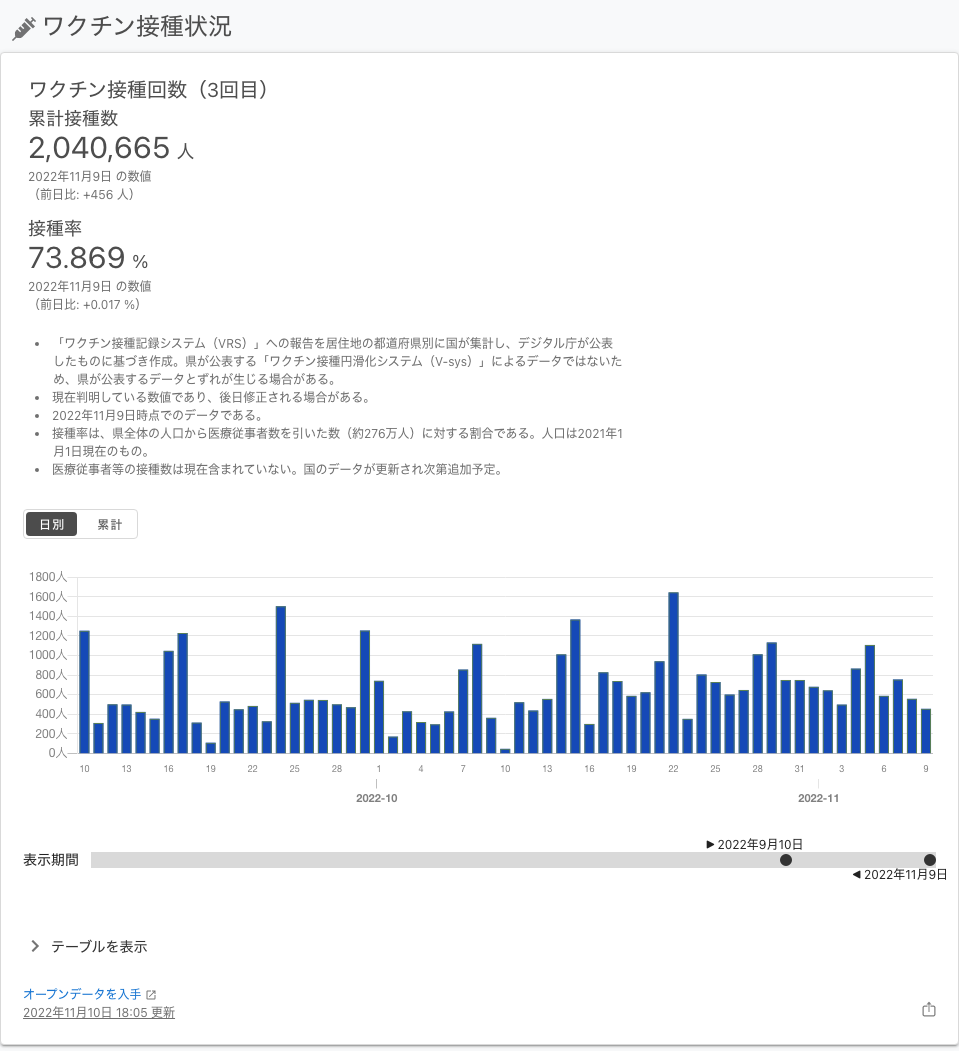 ワクチン接種状況
ワクチン接種回数（3回目）
累計接種数
2,040,665 人
2022年11月9日 の数値
（前日比: +456 人）
接種率
73.869 %
2022年11月9日 の数値
（前日比: +0.017 %）
• 「ワクチン接種記録システム（VRS）」への報告を居住地の都道府県別に国が集計し、デジタル庁が公表
したものに基づき作成。県が公表する「ワクチン接種円滑化システム（V-sys）」によるデータではないた
め、県が公表するデータとずれが生じる場合がある。
• 現在判明している数値であり、後日修正される場合がある。
• 2022年11月9日時点でのデータである。
• 接種率は、県全体の人口から医療従事者数を引いた数（約276万人）に対する割合である。人口は2021年1
月1日現在のもの。
• 医療従事者等の接種数は現在含まれていない。国のデータが更新され次第追加予定。
日別 累計
1800人
1600人
1400人
1200人
1000人
800人
600人
400人
200人
0人
10 13 16 19 22 25 28 1 4 7 10 13 16 19 22 25 28 31 3 6 9
2022-10 2022-11
▶ 2022年9月10日
表示期間
◀ 2022年11月9日
テーブルを表示
オープンデータを入手
2022年11月10日 18:05 更新